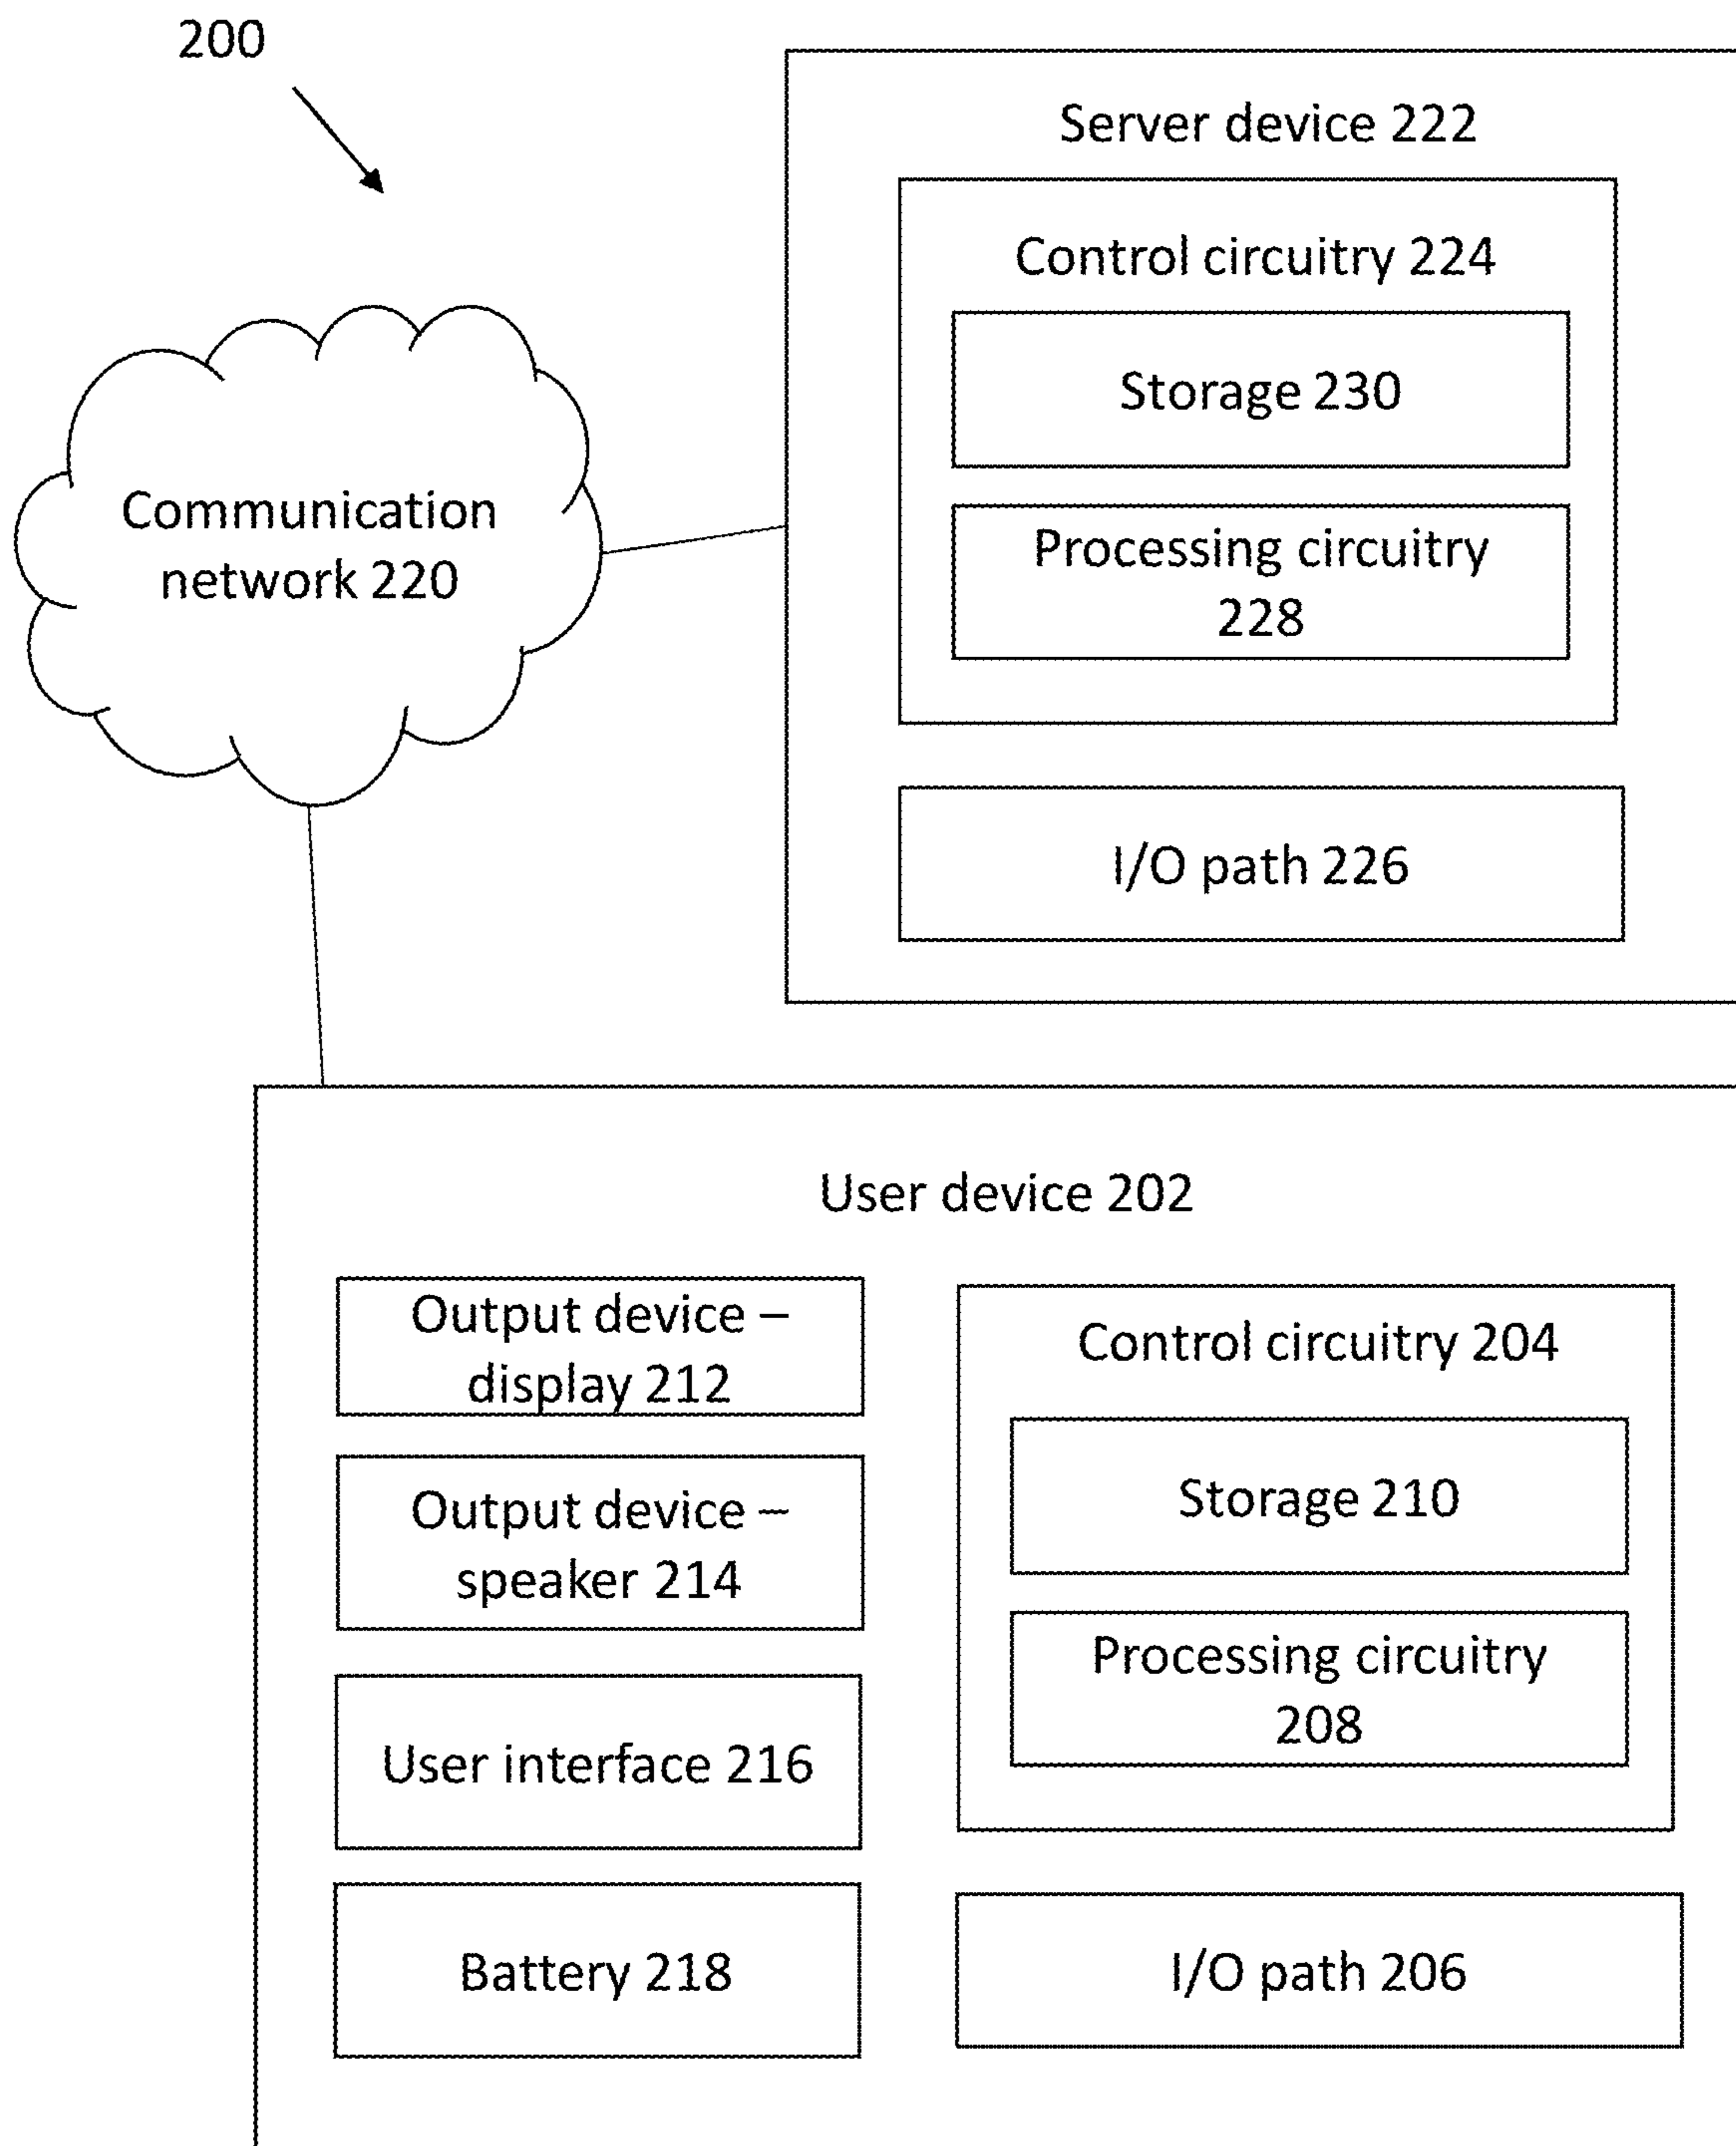 200
Server device 222
Control circuitry 224
Storage 230
Processing circuitry
228
I/O path 226
Communication
network 220
User device 202
Output device –
display 212
Output device –
speaker 214
User interface 216
Battery 218
Control circuitry 204
Storage 210
Processing circuitry
208
I/O path 206